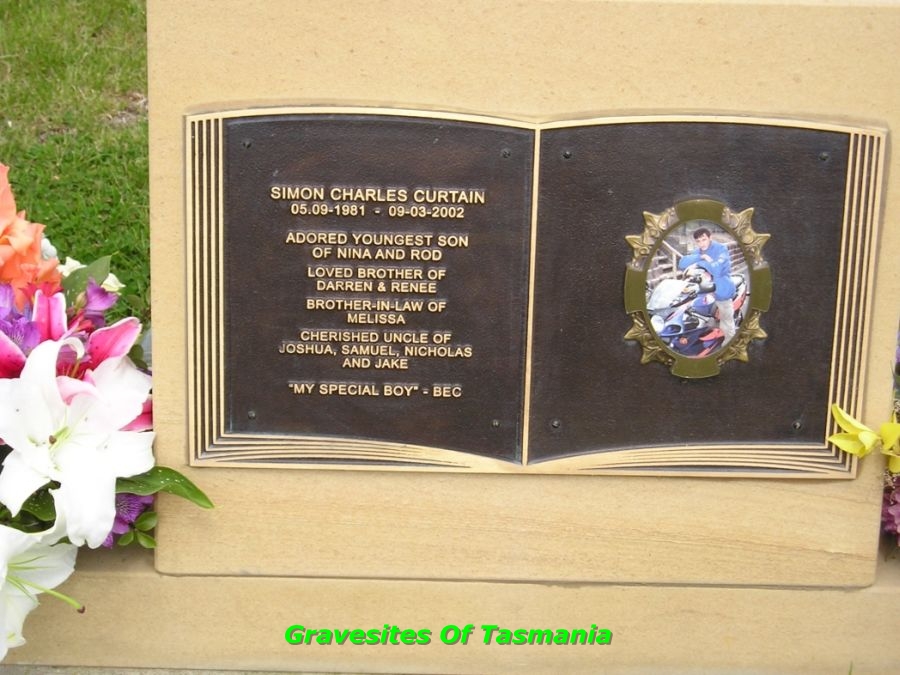 SIMON CHARLES CURTAIN
05.09-1981 - 09-03-2002
ADORED YOUNGEST SON
OF NINA AND ROD
LOVED BROTHER OF
DARREN & RENEE
BROTHER-IN-LAW OF
MELISSA
CHERISHED UNCLE OF
JOSHUA, SAMUEL, NICHOLAS
AND JAKE
"MY SPECIAL BOY" - BEC
Gravesites Of Tasmania